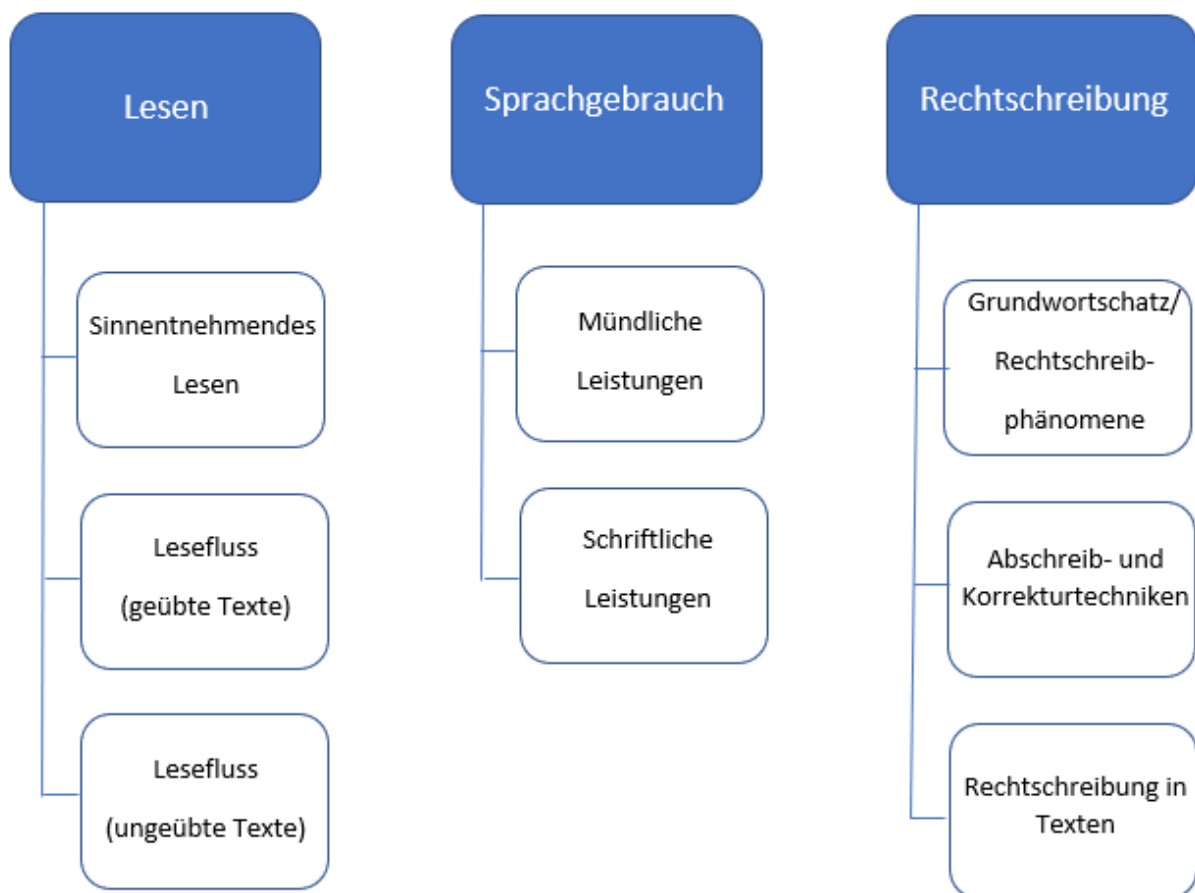 Lesen
Sinnentnehmendes
Lesen
Lesefluss
(geübte Texte)
Lesefluss
(ungeübte Texte)
Sprachgebrauch
Mündliche
Leistungen
Schriftliche
Leistungen
Rechtschreibung
Grundwortschatz/
Rechtschreib-
phänomene
Abschreib- und
Korrekturtechniken
Rechtschreibung in
Texten